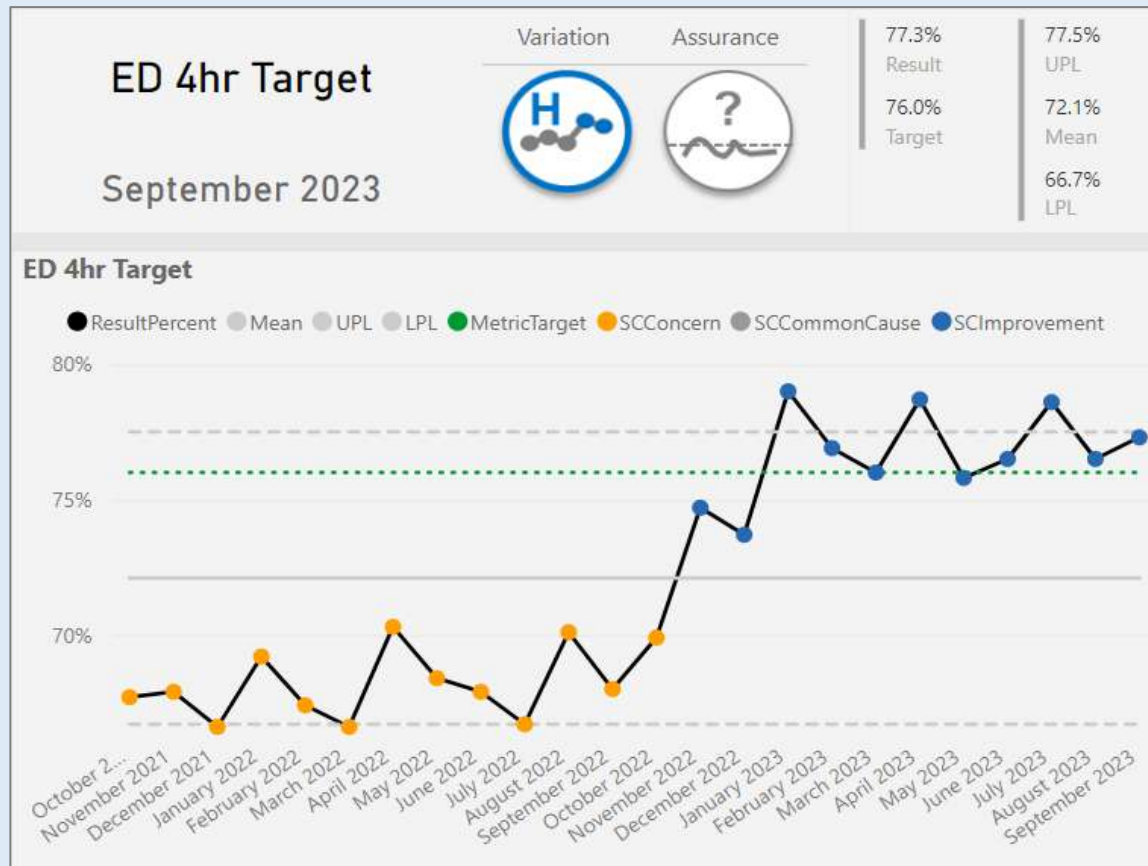 ED 4hr Target
September 2023
Variation Assurance
H ?
77.3%
Result
76.0%
Target
77.5%
UPL
72.1%
Mean
66.7%
LPL
ED 4hr Target
ResultPercent Mean UPL LPL MetricTarget SCConcern SCCommonCause SCImprovement
80%
75%
70%
October 2...
November 2021
December 2021
January 2022
February 2022
March 2022
April 2022
May 2022
June 2022
July 2022
August 2022
September 2022
October 2022
November 2022
December 2022
January 2023
February 2023
March 2023
April 2023
May 2023
June 2023
July 2023
August 2023
September 2023